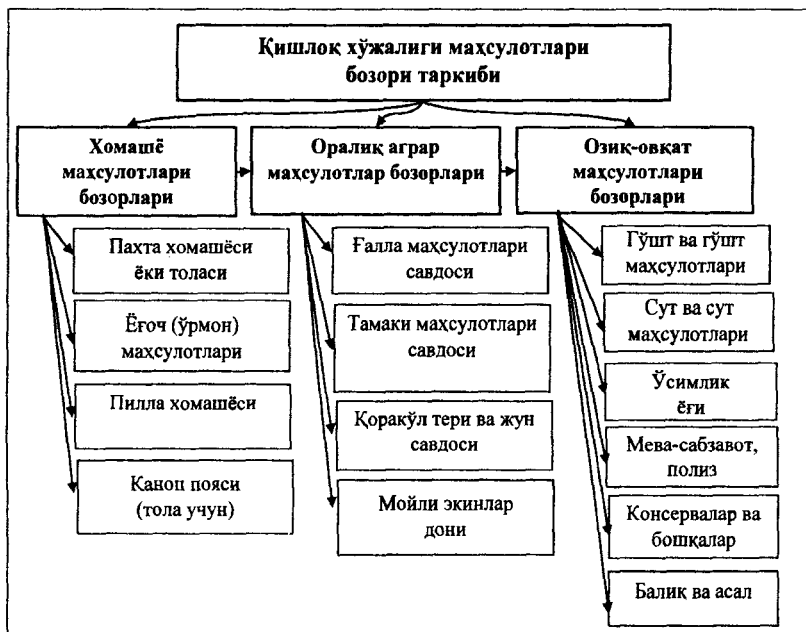 Қишлоқ хўжалиги маҳсулотлари
бозори таркиби
Хомашё
маҳсулотлари
бозорлари
Оралиқ аграр
маҳсулотлар бозорлари
Озиқ-овқат
маҳсулотлари
бозорлари
Пахта хомашёси
ёки толаси
Ёғоч (ўрмон)
маҳсулотлари
Пилла хомашёси
Каноп пояси
(тола учун)
Ғалла маҳсулотлари
савдоси
Тамаки маҳсулотлари
савдоси
Қоракўл тери ва жун
савдоси
Мойли экинлар
дони
Гўшт ва гўшт
маҳсулотлари
Сут ва сут
маҳсулотлари
Ўсимлик
ёғи
Мева-сабзавот,
полиз
Консервалар ва
бошқалар
Балиқ ва асал